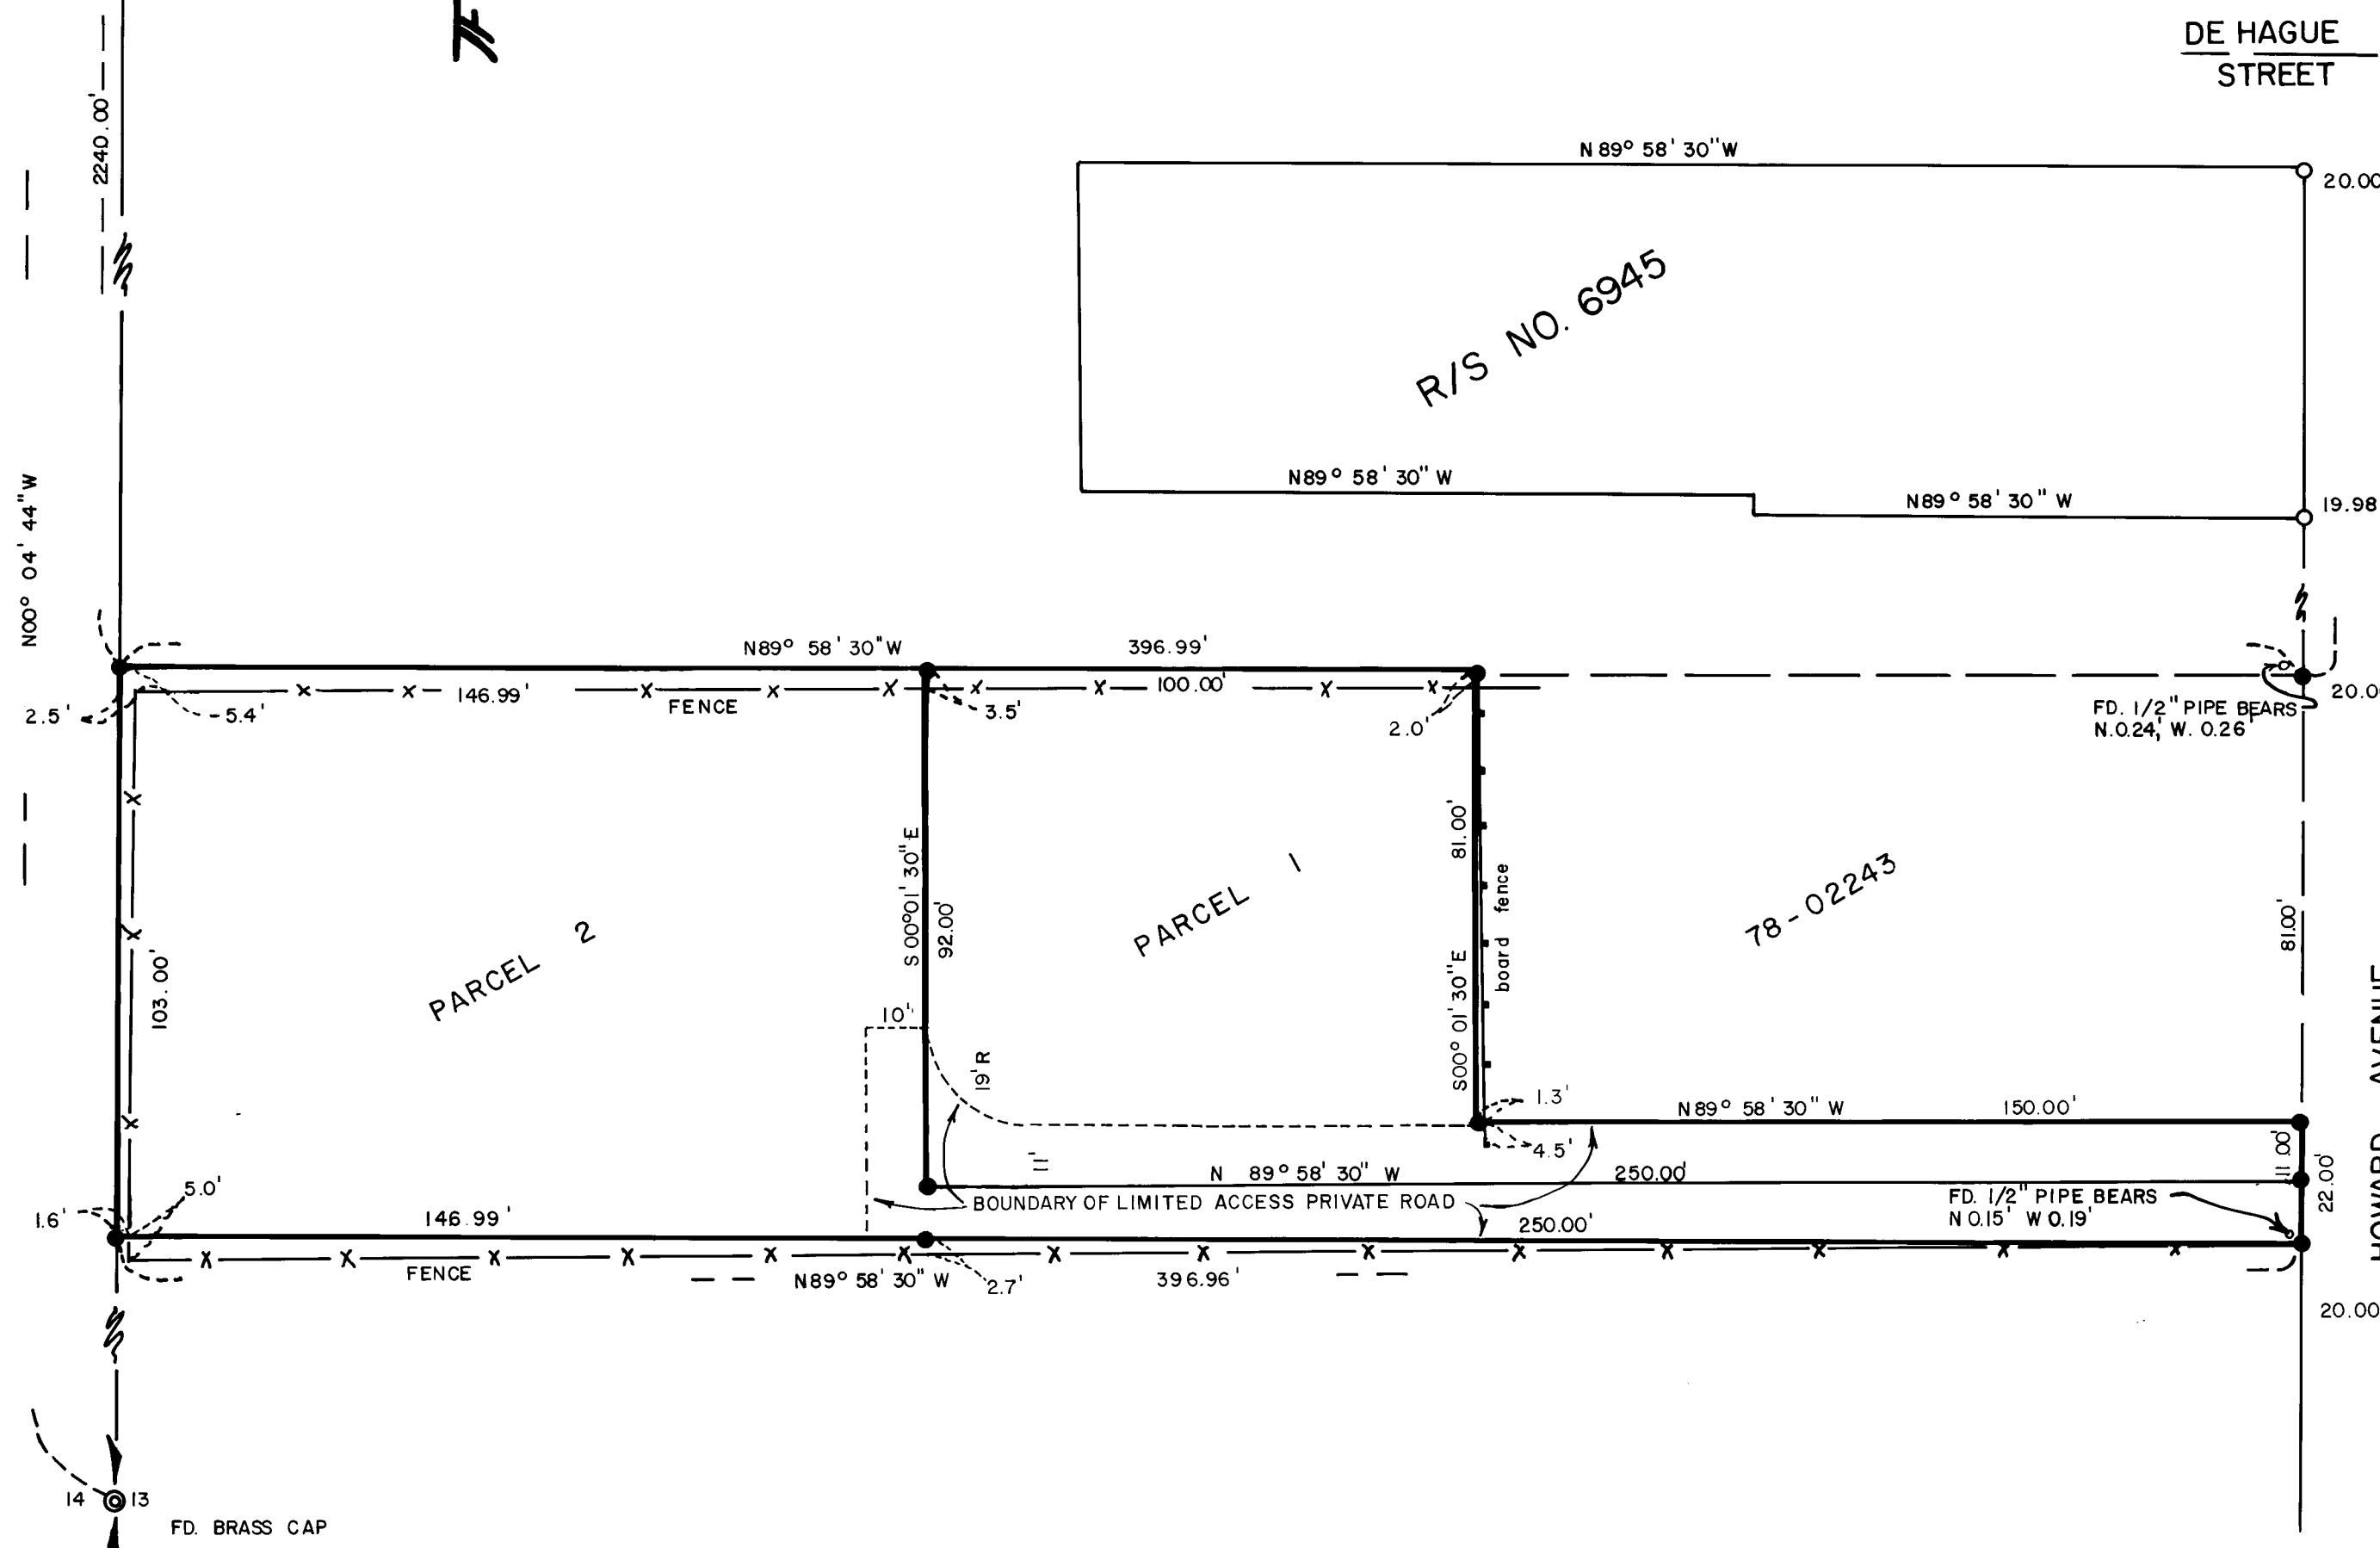 DE HAGUE
STREET
2240.00'
N 89° 58' 30" W
20.00
R/S NO. 6945
N89° 58' 30" W
N89° 58' 30" W
19.98
N00° 04' 44" W
N89° 58' 30" W
396.99'
146.99'
FENCE
100.00'
2.5'
5.4'
3.5'
2.0'
20.0
FD. 1/2" PIPE BEARS
N.0.24', W. 0.26'
103.00'
PARCEL 2
S 00° 01' 30" E
92.00'
PARCEL 1
81.00'
S00° 01' 30" E
board fence
78-02243
81.00'
HOWARD AVENUE
10'
19' R
1.3'
4.5'
N89° 58' 30" W
150.00'
11'
N 89° 58' 30" W
250.00'
11.00'
22.00'
BOUNDARY OF LIMITED ACCESS PRIVATE ROAD
FD. 1/2" PIPE BEARS
N 0.15' W 0.19'
5.0'
1.6'
146.99'
250.00'
FENCE
N89° 58' 30" W
2.7'
396.96'
20.00
14
13
FD. BRASS CAP